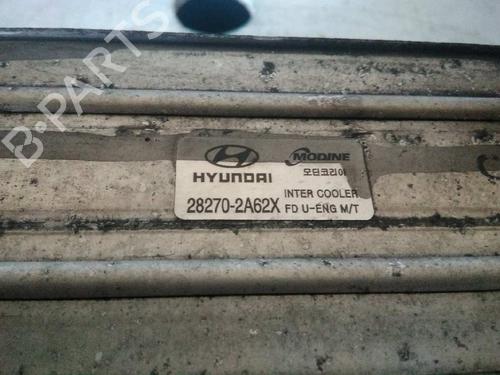 B-PARTS
MODINE
HYUNDAI
모딘코리아
INTER COOLER
28270-2A62X FD U-ENG M/T